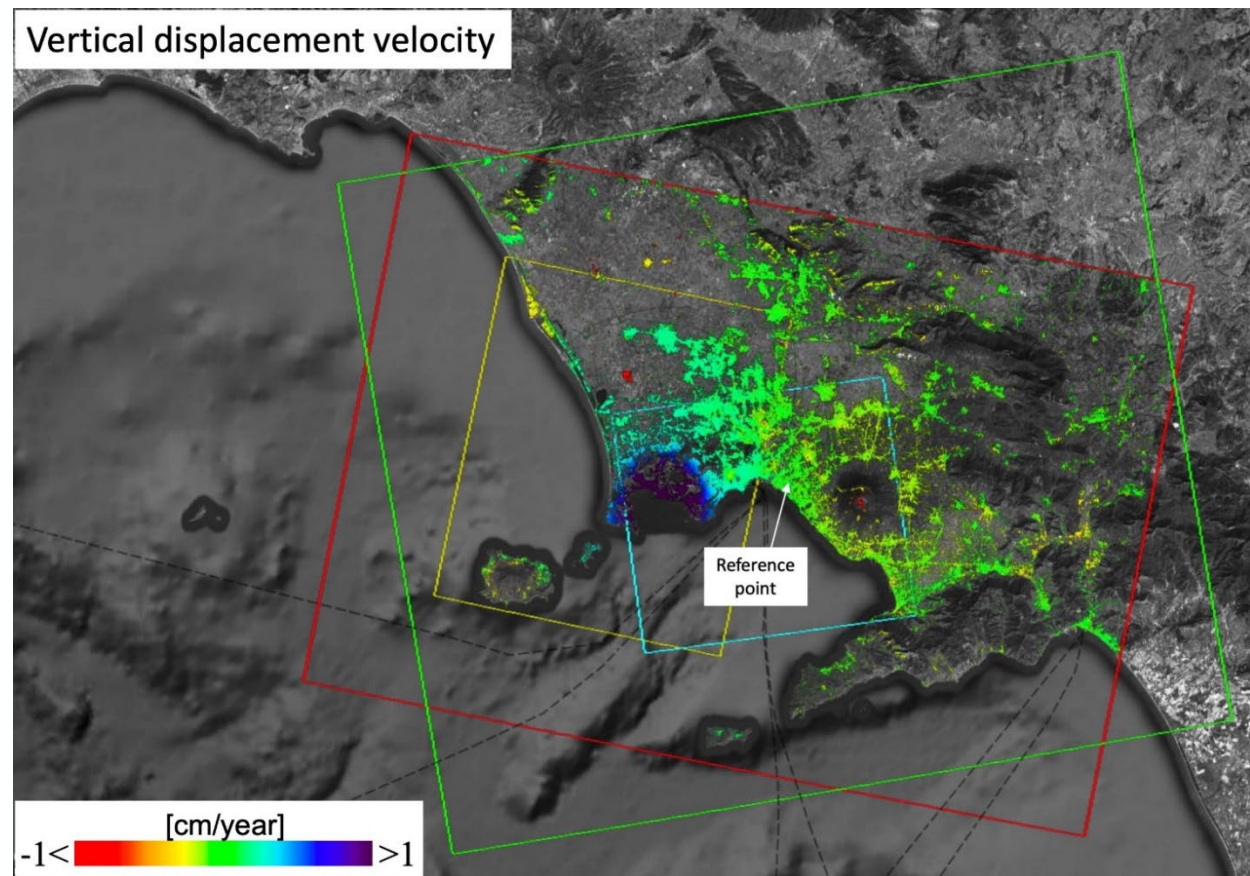 Vertical displacement velocity
Reference
point
[cm/year]
-1< >1